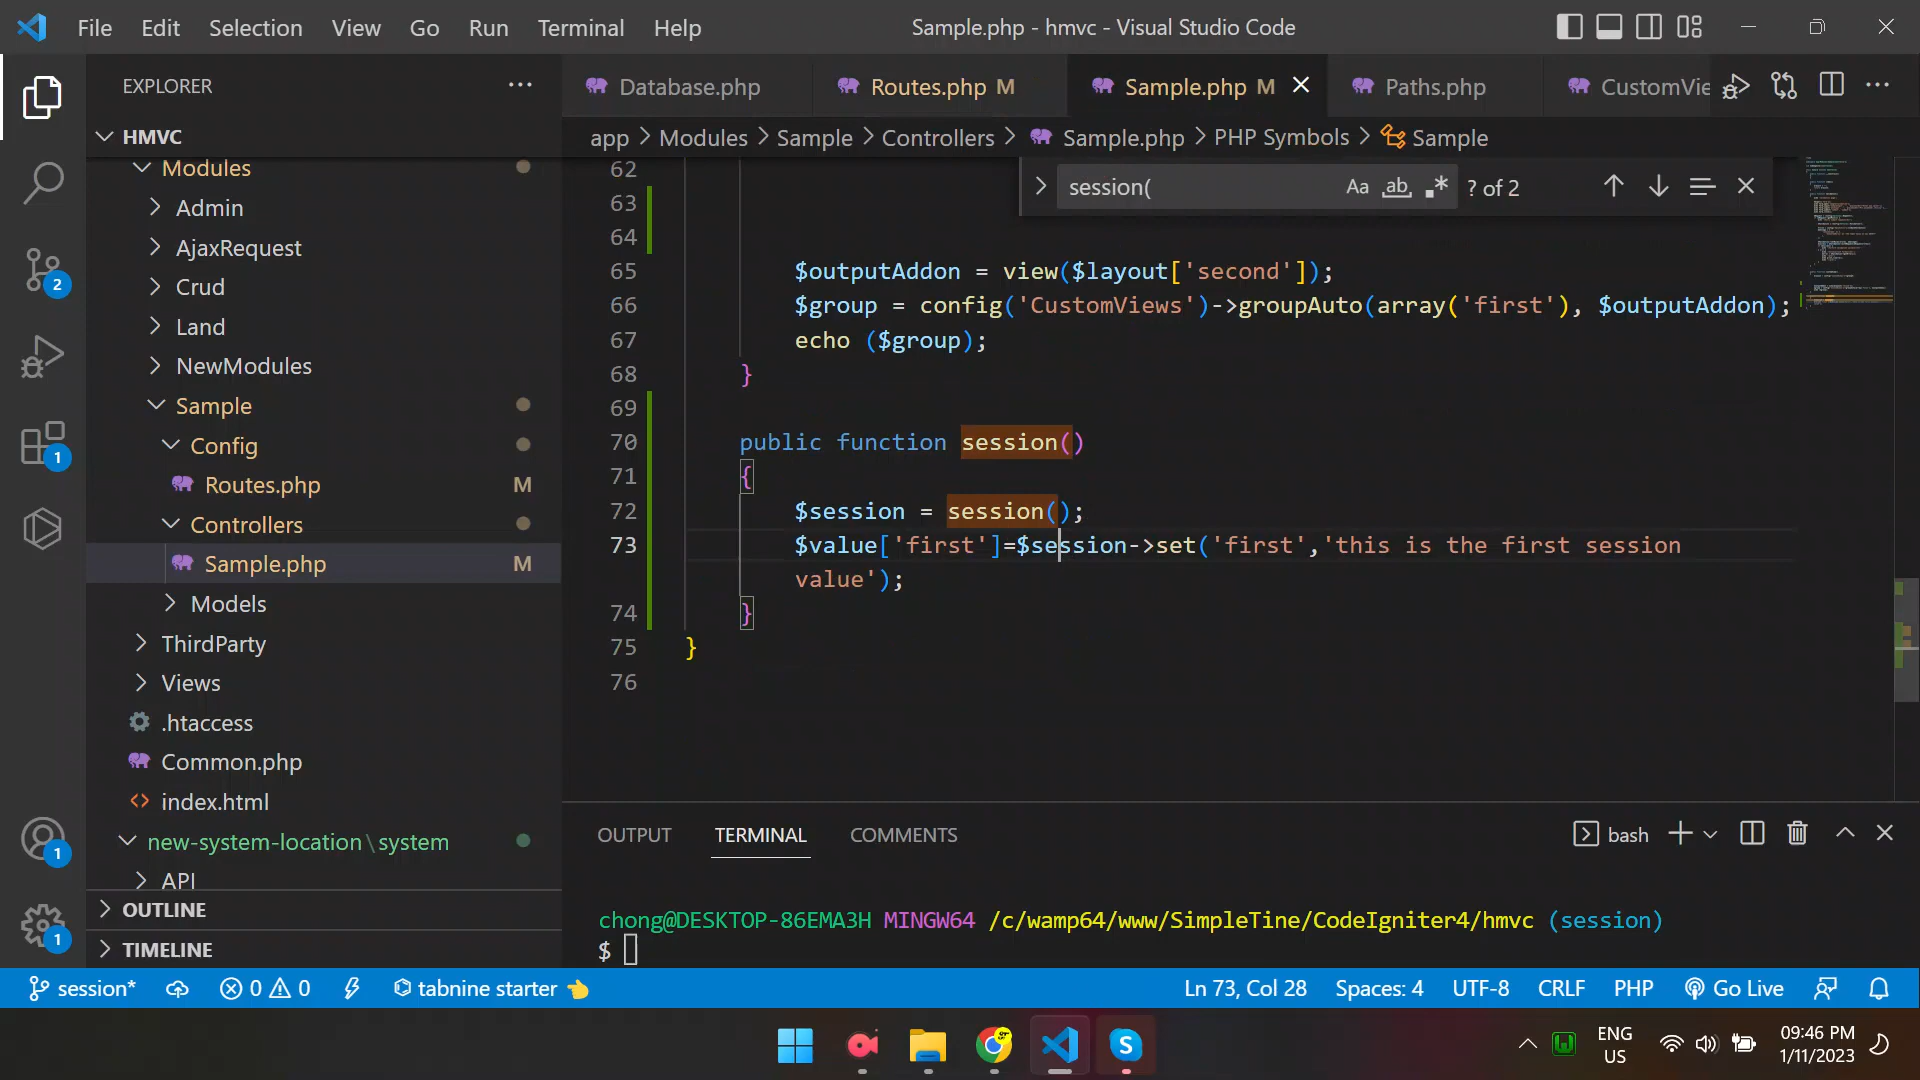 File Edit Selection View Go Run Terminal Help Sample.php - hmvc - Visual Studio Code
EXPLORER
Database.php Routes.php M Sample.php M Paths.php CustomVie
HMVC
app > Modules > Sample > Controllers > Sample.php > PHP Symbols > Sample
session( Aa ab .* ? of 2
Modules
Admin
AjaxRequest
Crud
Land
NewModules
Sample
Config
Routes.php M
Controllers
Sample.php M
Models
ThirdParty
Views
.htaccess
Common.php
index.html
new-system-location\system
API
OUTLINE
TIMELINE
2
1
1
1
62
63
64
65 $outputAddon = view($layout['second']);
66 $group = config('CustomViews')->groupAuto(array('first'), $outputAddon);
67 echo ($group);
68 }
69
70 public function session()
71 {
72 $session = session();
73 $value['first']=$session->set('first','this is the first session
value');
74 }
75 }
76
OUTPUT TERMINAL COMMENTS bash
chong@DESKTOP-86EMA3H MINGW64 /c/wamp64/www/SimpleTine/CodeIgniter4/hmvc (session)
$
session* 0 0 tabnine starter Ln 73, Col 28 Spaces: 4 UTF-8 CRLF PHP Go Live
ENG
US
09:46 PM
1/11/2023